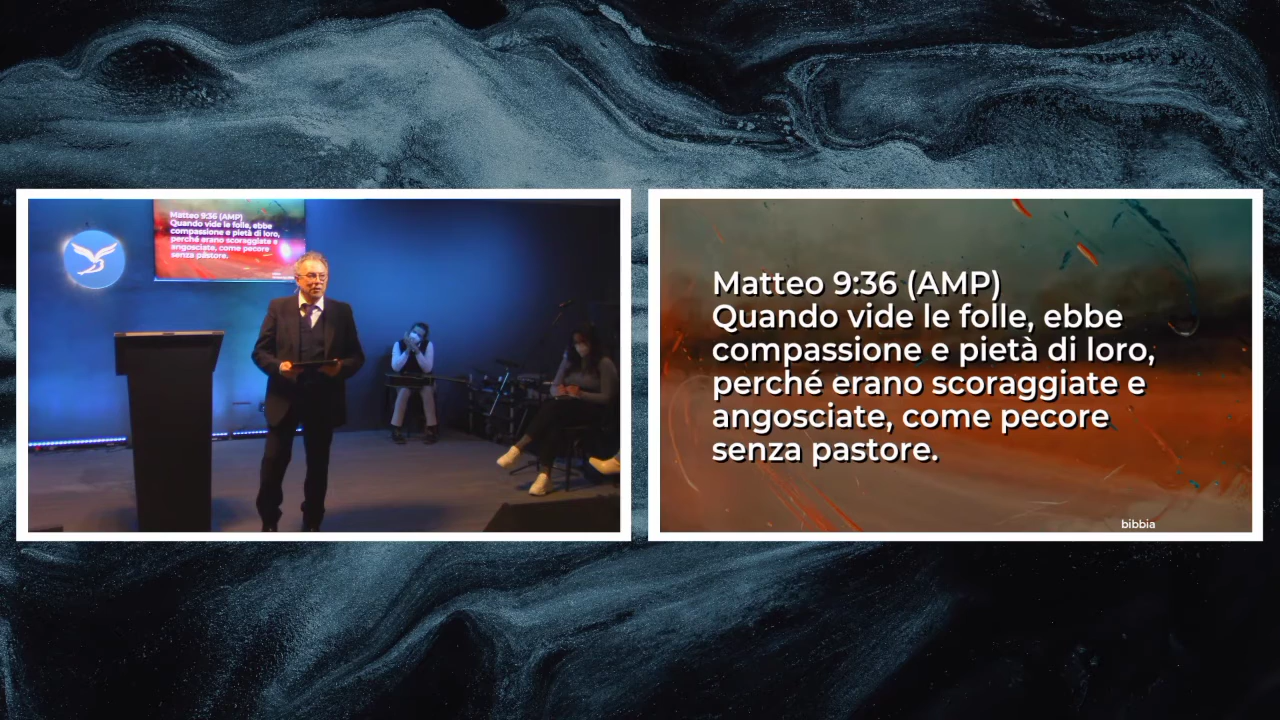 Matteo 9:36 (AMP)
Quando vide le folle, ebbe
compassione e pietà di loro,
perché erano scoraggiate e
angosciate, come pecore
senza pastore.
Matteo 9:36 (AMP)
Quando vide le folle, ebbe
compassione e pietà di loro,
perché erano scoraggiate e
angosciate, come pecore
senza pastore.
bibbia